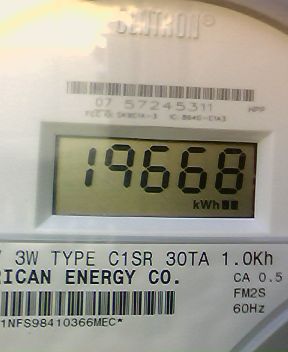 CENTRON®
07 57245311
19668
kWh
3W TYPE C1SR 30TA 1.0Kh
RICAN ENERGY CO.
CA 0.5
FM2S
60Hz
1NFS98410366MEC*